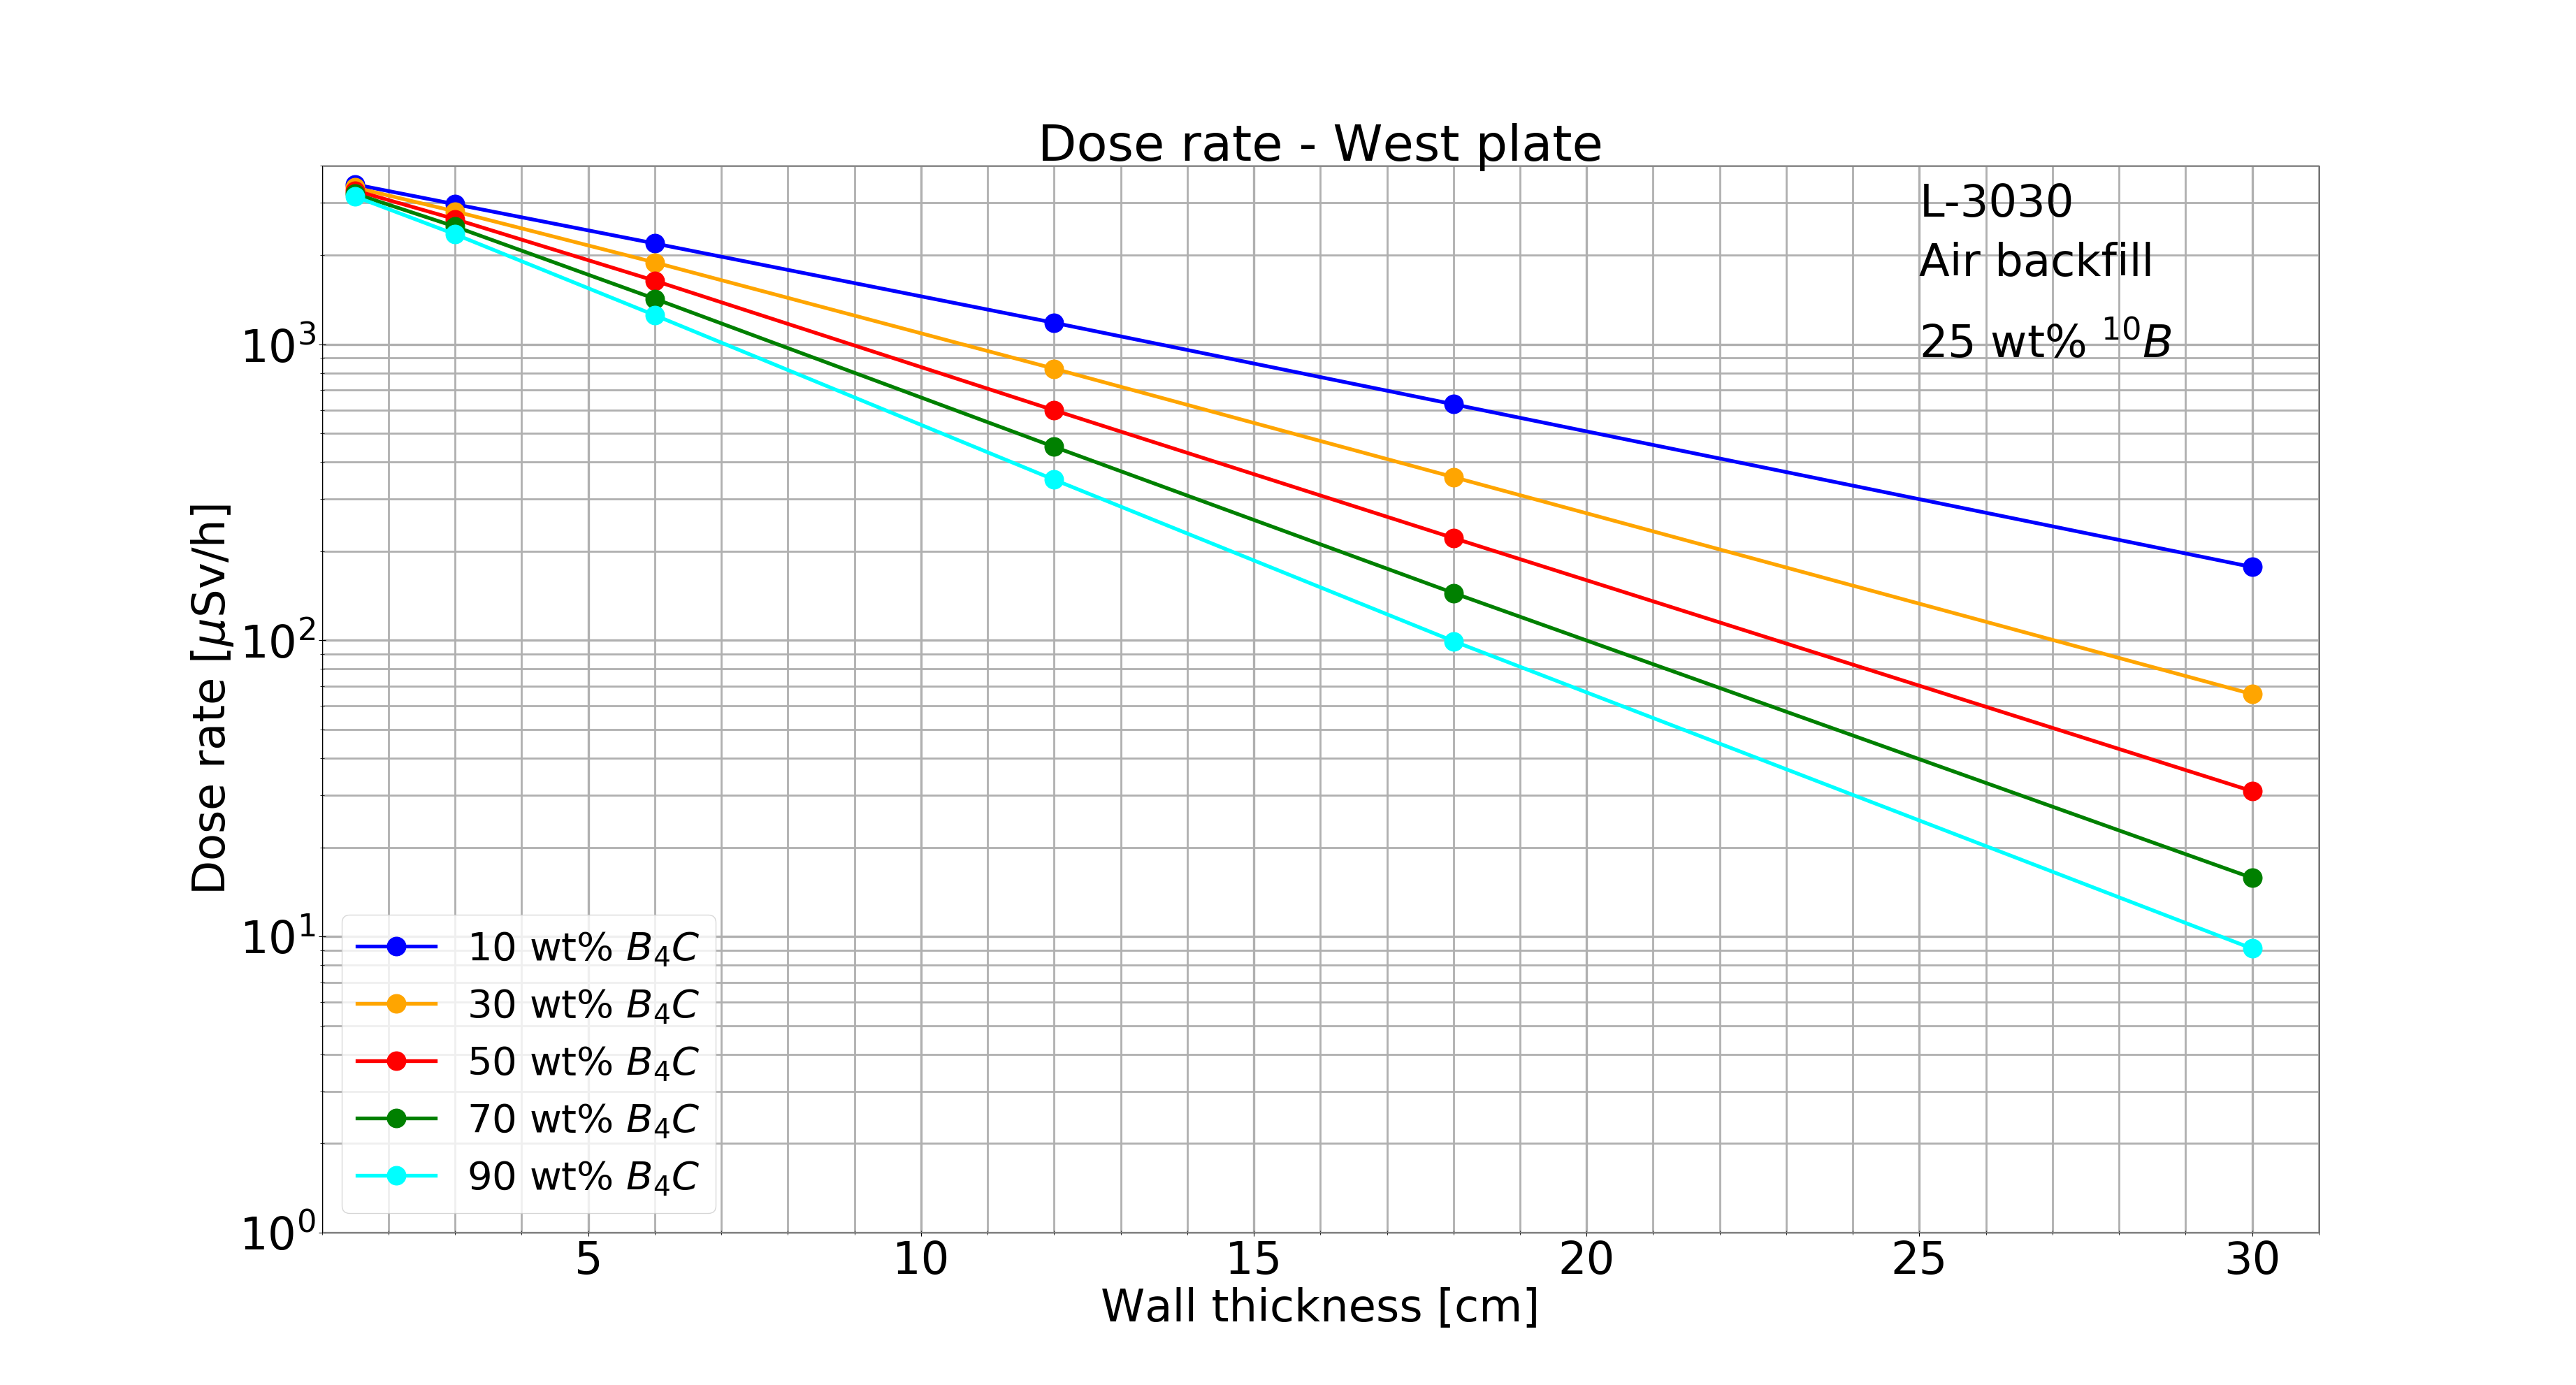 Dose rate - West plate
L-3030
Air backfill
25 wt% ¹⁰B
Dose rate [μSv/h]
10³
10²
10¹
10⁰
10 wt% B₄C
30 wt% B₄C
50 wt% B₄C
70 wt% B₄C
90 wt% B₄C
5 10 15 20 25 30
Wall thickness [cm]